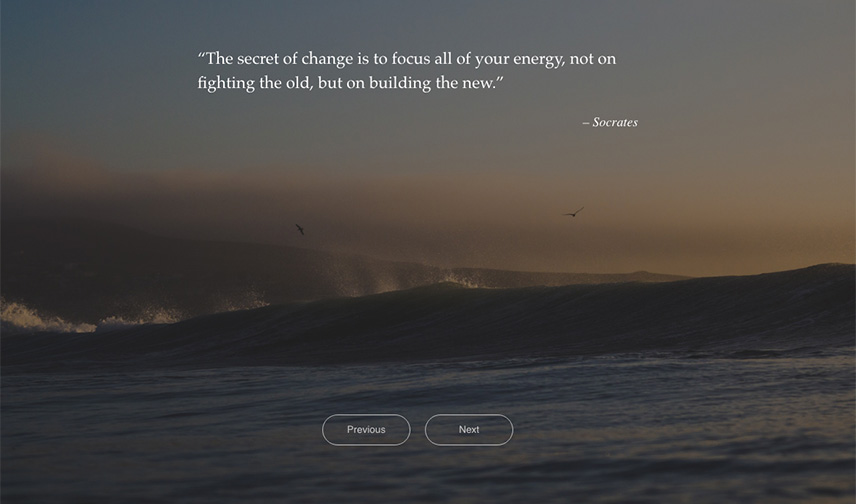 “The secret of change is to focus all of your energy, not on
fighting the old, but on building the new.”
– Socrates
Previous
Next